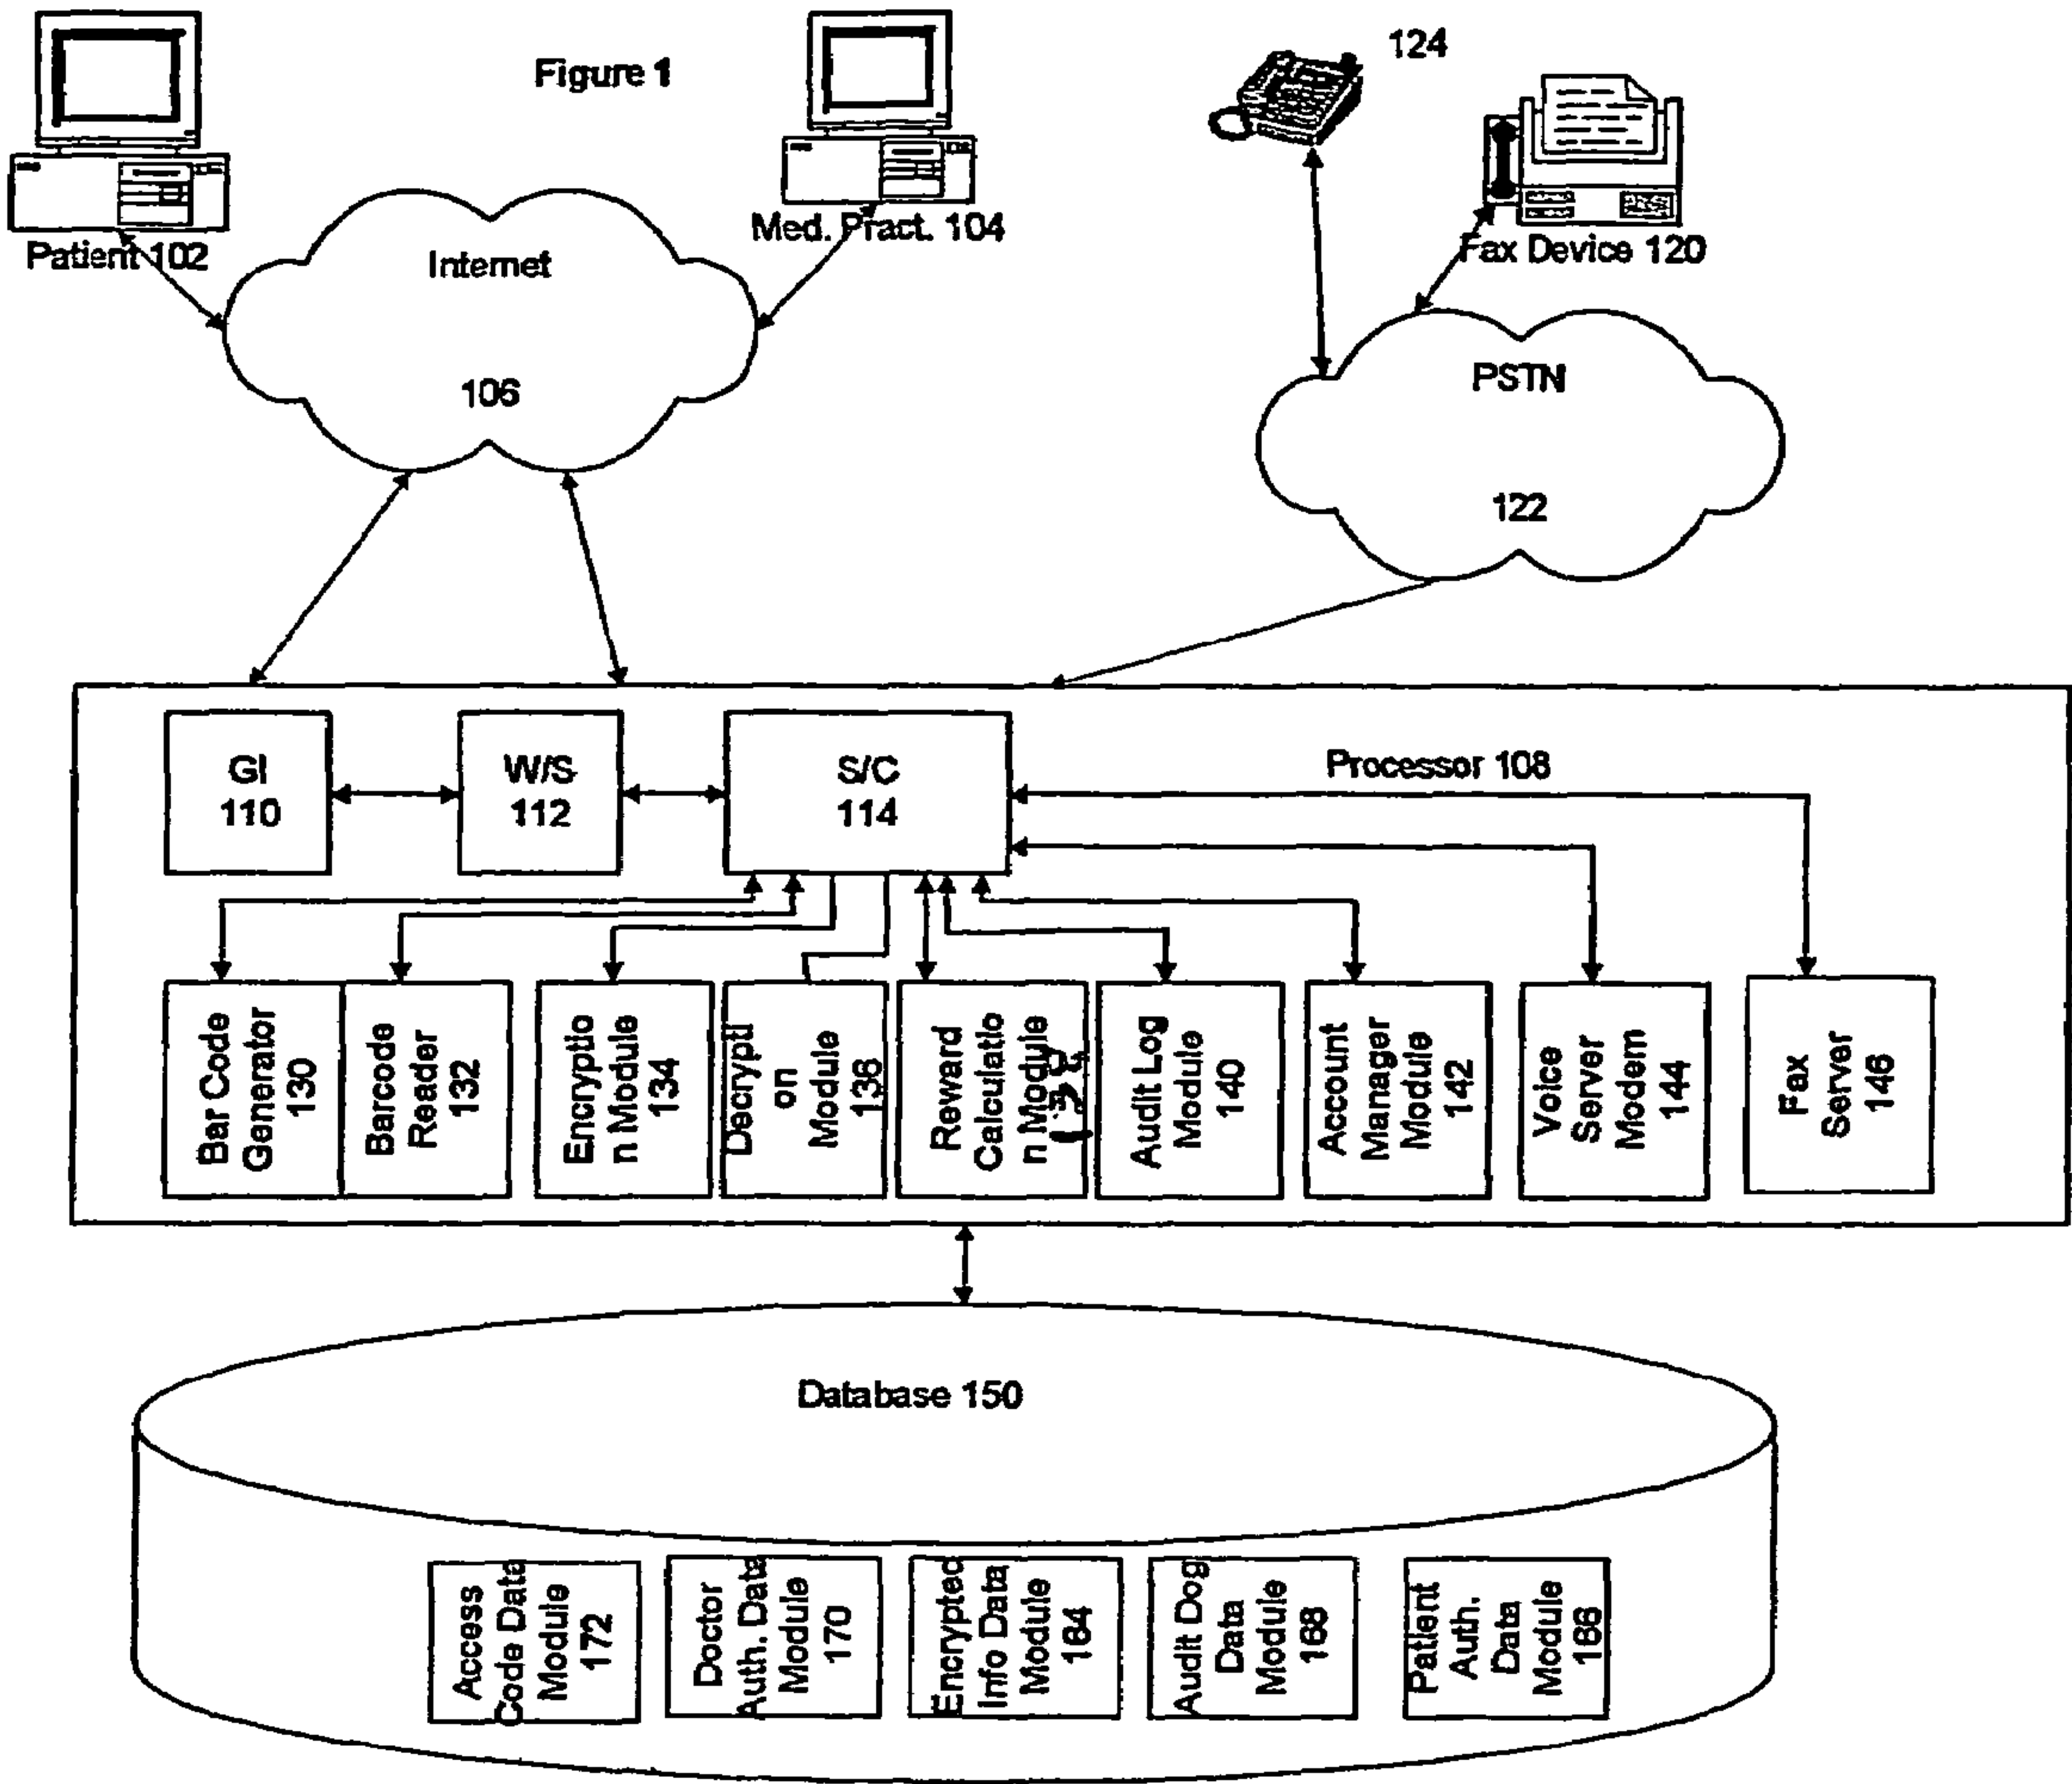 Figure 1
124
Patient 102
Med. Pract. 104
Fax Device 120
Internet
106
PSTN
122
GI
110
W/S
112
S/C
114
Processor 108
Bar Code
Generator
130
Barcode
Reader
132
Encryptio
n Module
134
Decrypti
on
Module
136
Reward
Calculatio
n Module
138
Audit Log
Module
140
Account
Manager
Module
142
Voice
Server
Modem
144
Fax
Server
146
Database 150
Access
Code Data
Module
172
Doctor
Auth. Data
Module
170
Encrypted
Info Data
Module
164
Audit Dog
Data
Module
168
Patient
Auth.
Data
Module
166